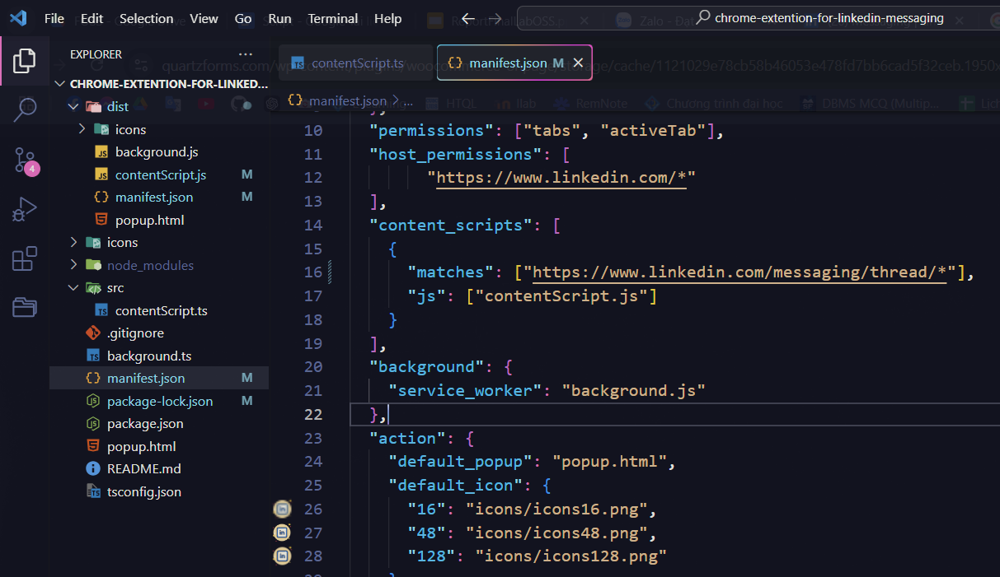 File Edit Selection View Go Run Terminal Help
chrome-extention-for-linkedin-messaging
EXPLORER
CHROME-EXTENTION-FOR-LINKED...
dist
icons
background.js
contentScript.js M
manifest.json M
popup.html
icons
node_modules
src
contentScript.ts
.gitignore
background.ts
manifest.json M
package-lock.json M
package.json
popup.html
README.md
tsconfig.json
4
contentScript.ts
manifest.json M
manifest.json > ...
10 "permissions": ["tabs", "activeTab"],
11 "host_permissions": [
12 "https://www.linkedin.com/*"
13 ],
14 "content_scripts": [
15 {
16 "matches": ["https://www.linkedin.com/messaging/thread/*"],
17 "js": ["contentScript.js"]
18 }
19 ],
20 "background": {
21 "service_worker": "background.js"
22 },
23 "action": {
24 "default_popup": "popup.html",
25 "default_icon": {
26 "16": "icons/icons16.png",
27 "48": "icons/icons48.png",
28 "128": "icons/icons128.png"